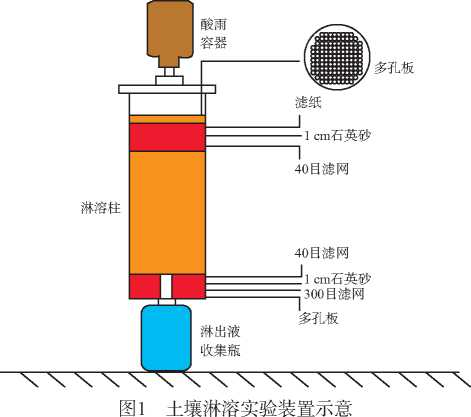 酸雨
容器
多孔板
滤纸
1 cm石英砂
40目滤网
淋溶柱
40目滤网
1 cm石英砂
300目滤网
多孔板
淋出液
收集瓶
图1 土壤淋溶实验装置示意